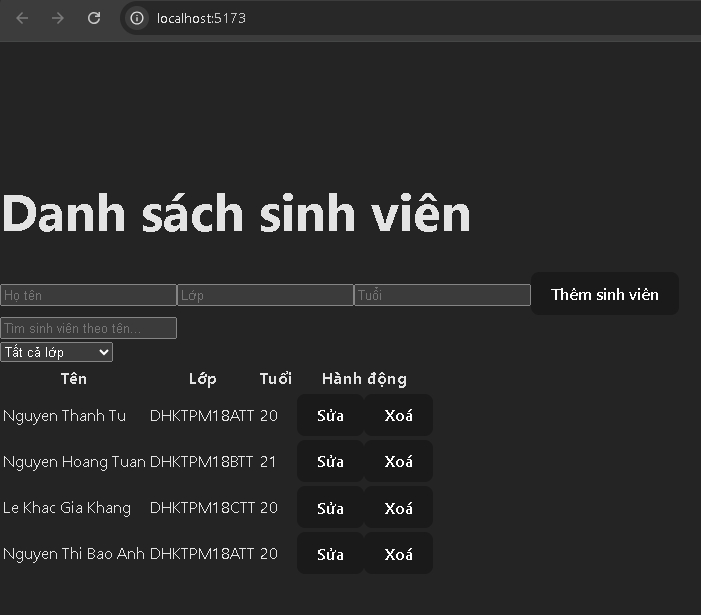 localhost:5173
Danh sách sinh viên
Họ tên Lớp Tuổi Thêm sinh viên
Tìm sinh viên theo tên...
Tất cả lớp
Tên Lớp Tuổi Hành động
Nguyen Thanh Tu DHKTPM18ATT 20 Sửa Xoá
Nguyen Hoang Tuan DHKTPM18BTT 21 Sửa Xoá
Le Khac Gia Khang DHKTPM18CTT 20 Sửa Xoá
Nguyen Thi Bao Anh DHKTPM18ATT 20 Sửa Xoá